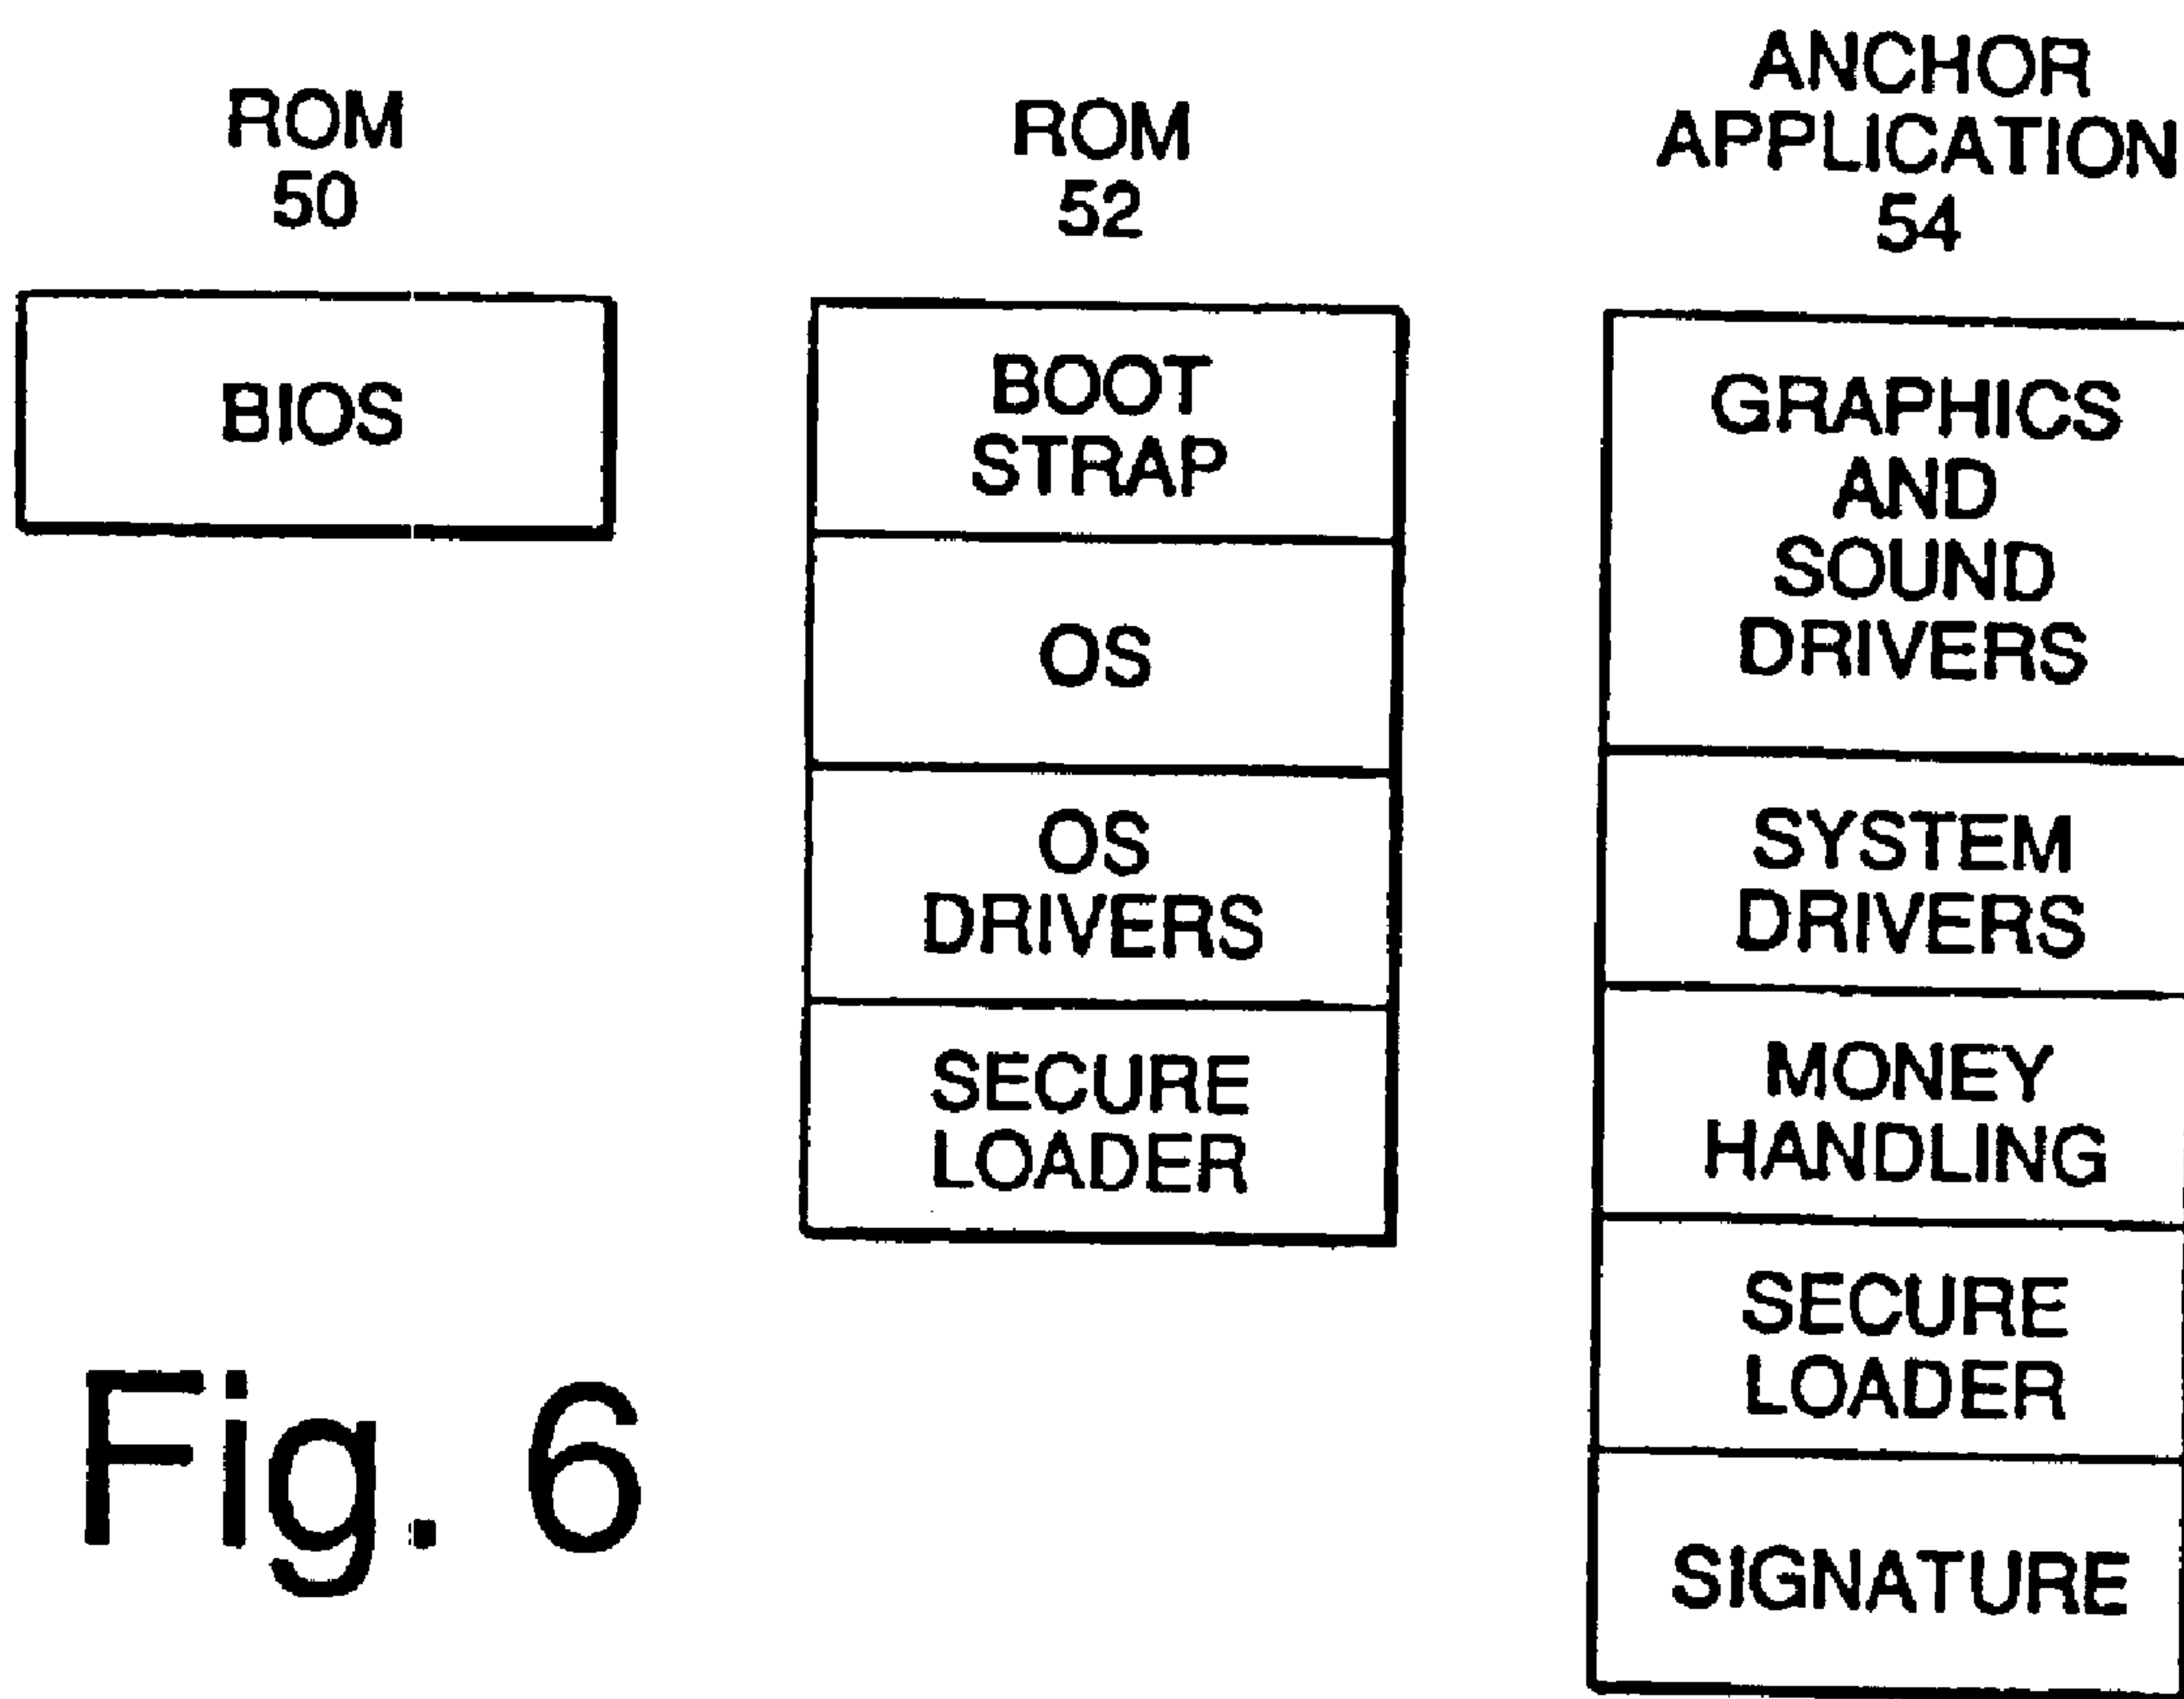 ROM
50
BIOS
ROM
52
BOOT
STRAP
OS
OS
DRIVERS
SECURE
LOADER
ANCHOR
APPLICATION
54
GRAPHICS
AND
SOUND
DRIVERS
SYSTEM
DRIVERS
MONEY
HANDLING
SECURE
LOADER
SIGNATURE
Fig. 6